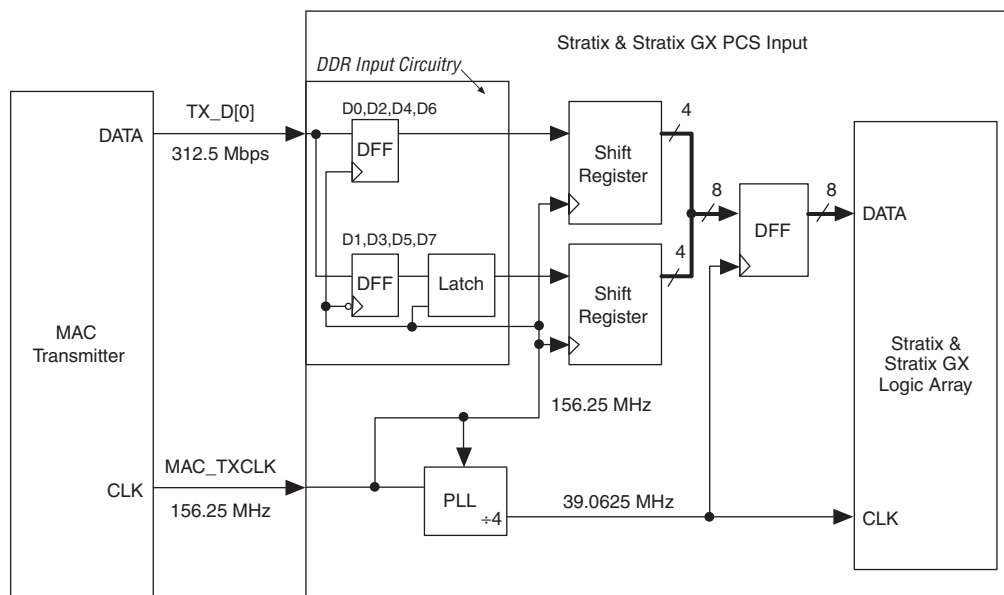 Stratix & Stratix GX PCS Input
DDR Input Circuitry
TX_D[0]
DATA
312.5 Mbps
D0,D2,D4,D6
DFF
Shift
Register
4
D1,D3,D5,D7
DFF
Latch
Shift
Register
4
8
DFF
8
DATA
MAC
Transmitter
Stratix &
Stratix GX
Logic Array
156.25 MHz
MAC_TXCLK
CLK
156.25 MHz
PLL
÷4
39.0625 MHz
CLK